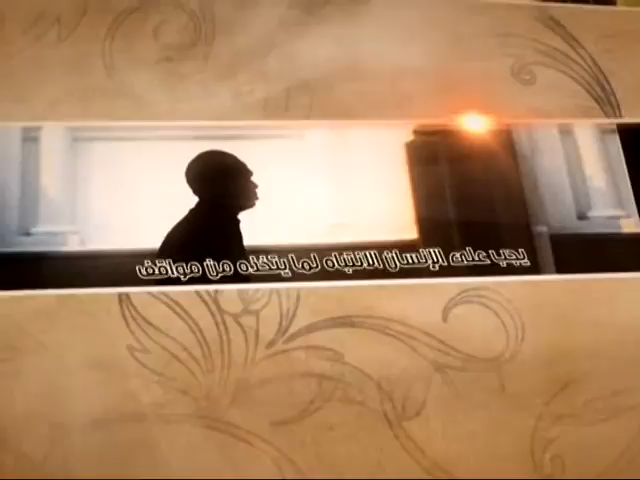 يجب على الإنسان الانتباه لما يتخذه من مواقف